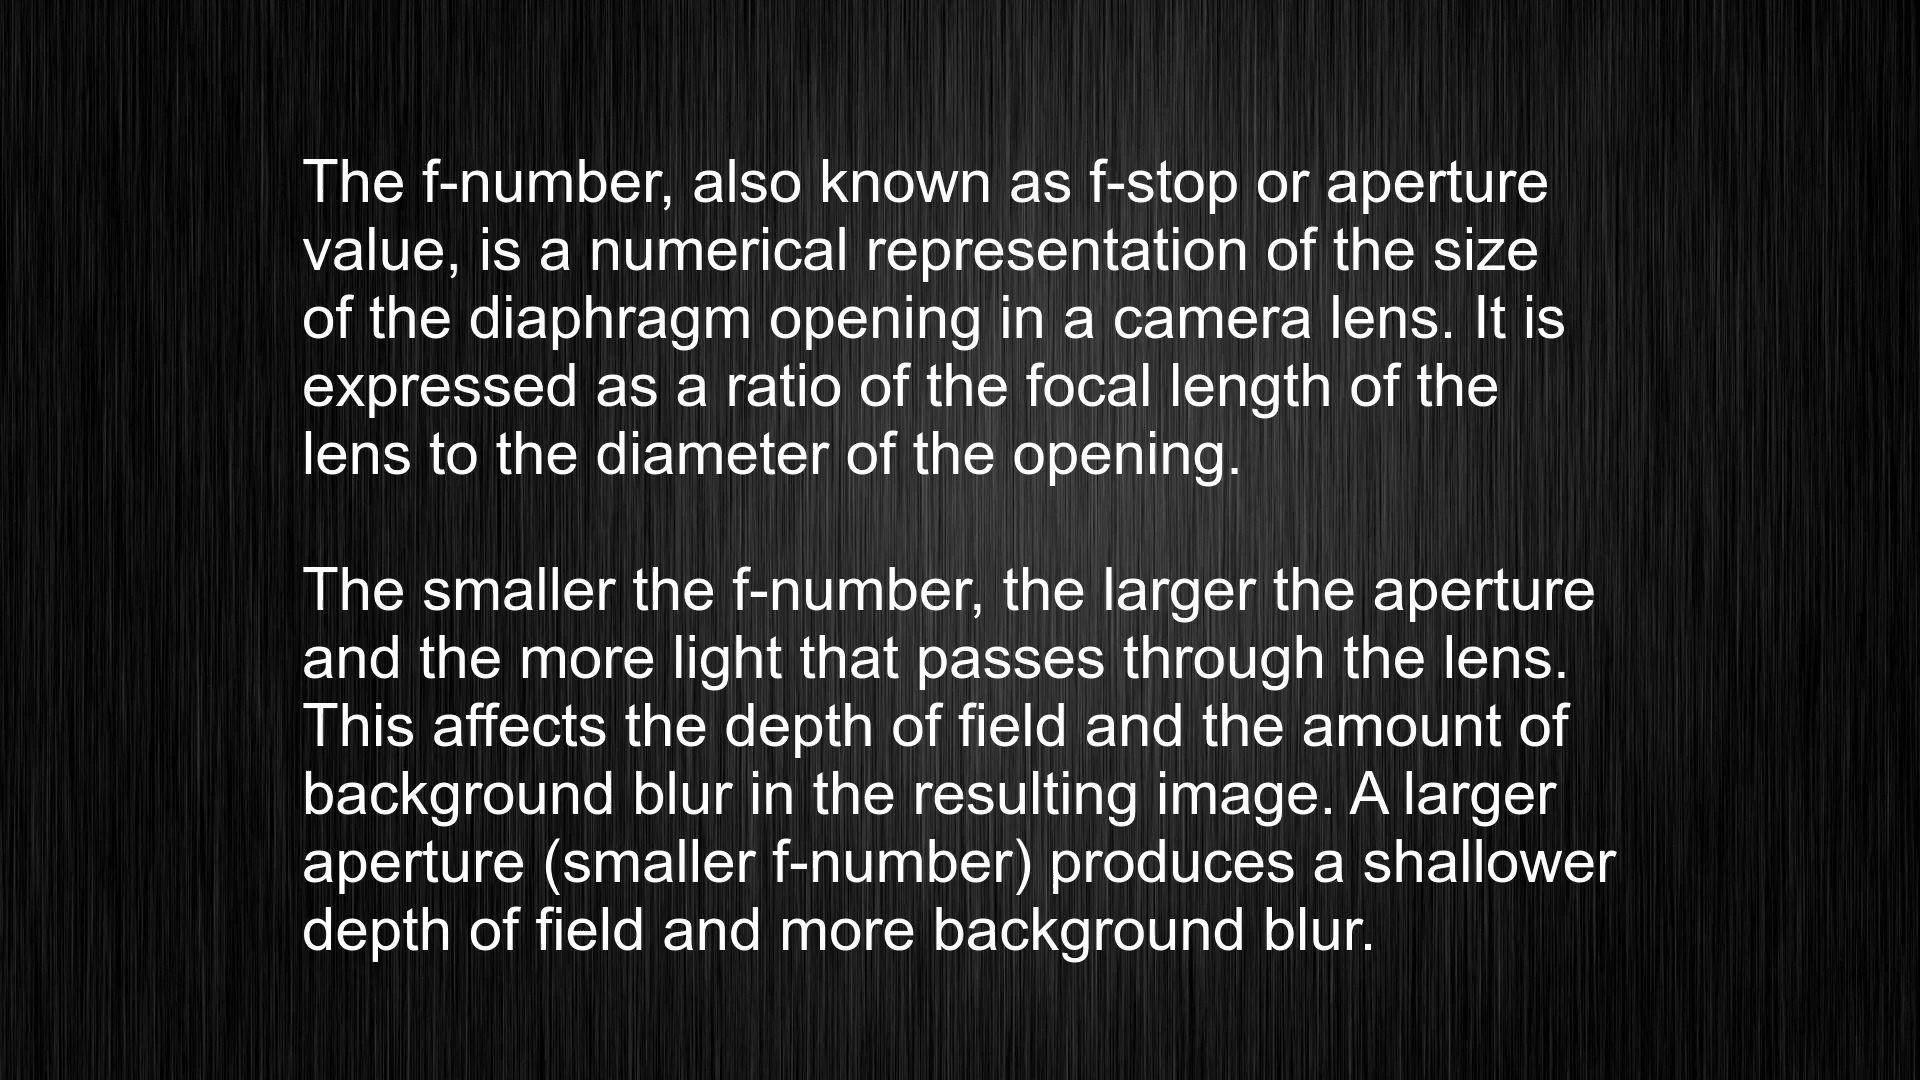 The f-number, also known as f-stop or aperture
value, is a numerical representation of the size
of the diaphragm opening in a camera lens. It is
expressed as a ratio of the focal length of the
lens to the diameter of the opening.
The smaller the f-number, the larger the aperture
and the more light that passes through the lens.
This affects the depth of field and the amount of
background blur in the resulting image. A larger
aperture (smaller f-number) produces a shallower
depth of field and more background blur.